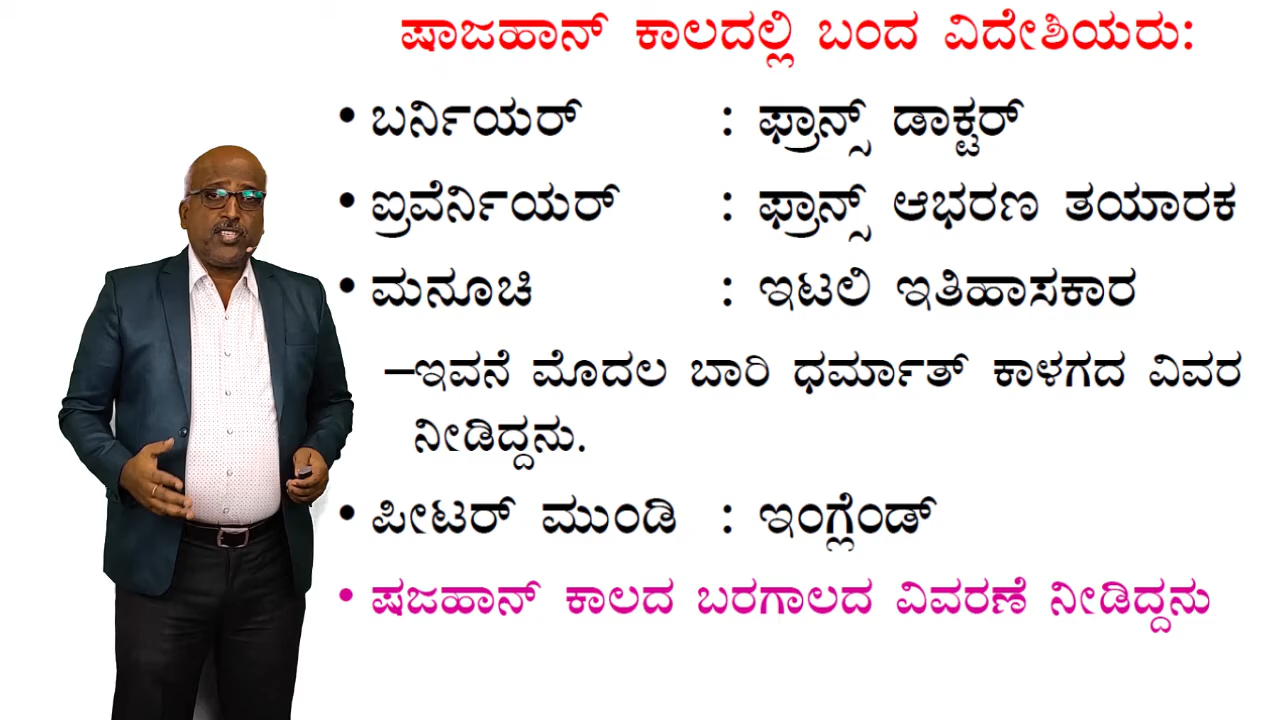 ಷಾಜಹಾನ್ ಕಾಲದಲ್ಲಿ ಬಂದ ವಿದೇಶಿಯರು:
• ಬರ್ನಿಯರ್ : ಫ್ರಾನ್ಸ್ ಡಾಕ್ಟರ್
• ಐ್ರವೆರ್ನಿಯರ್ : ಫ್ರಾನ್ಸ್ ಆಭರಣ ತಯಾರಕ
• ಮನೂಚಿ : ಇಟಲಿ ಇತಿಹಾಸಕಾರ
–ಇವನೆ ಮೊದಲ ಬಾರಿ ಧರ್ಮಾತ್ ಕಾಳಗದ ವಿವರ
ನೀಡಿದ್ದನು.
• ಪೀಟರ್ ಮುಂಡಿ : ಇಂಗ್ಲೆಂಡ್
• ಷಜಹಾನ್ ಕಾಲದ ಬರಗಾಲದ ವಿವರಣೆ ನೀಡಿದ್ದನು